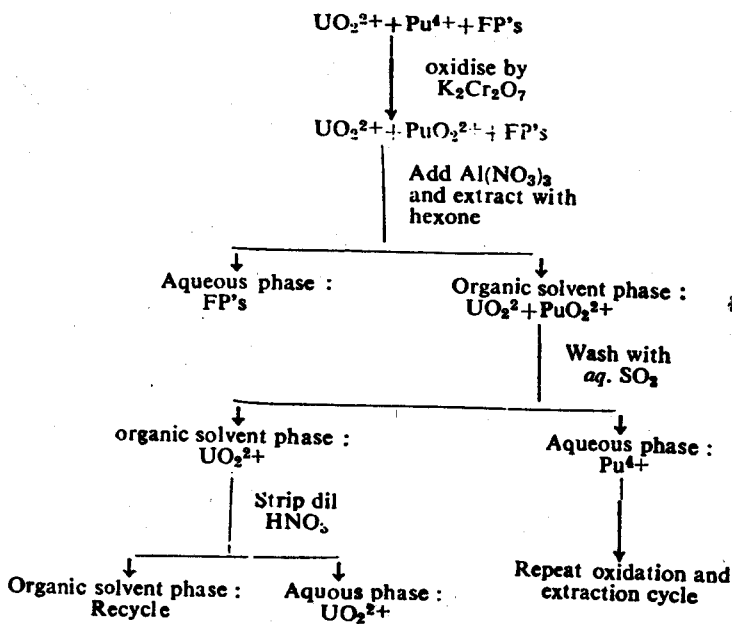 UO₂²⁺+Pu⁴⁺+FP's
oxidise by
K₂Cr₂O₇
UO₂²⁺+PuO₂²⁺+FP's
Add Al(NO₃)₃
and extract with
hexone
Aqueous phase :
FP's
Organic solvent phase :
UO₂²+PuO₂²⁺
Wash with
aq. SO₂
organic solvent phase :
UO₂²⁺
Aqueous phase :
Pu⁴⁺
Strip dil
HNO₃
Organic solvent phase :
Recycle
Aquous phase :
UO₂²⁺
Repeat oxidation and
extraction cycle